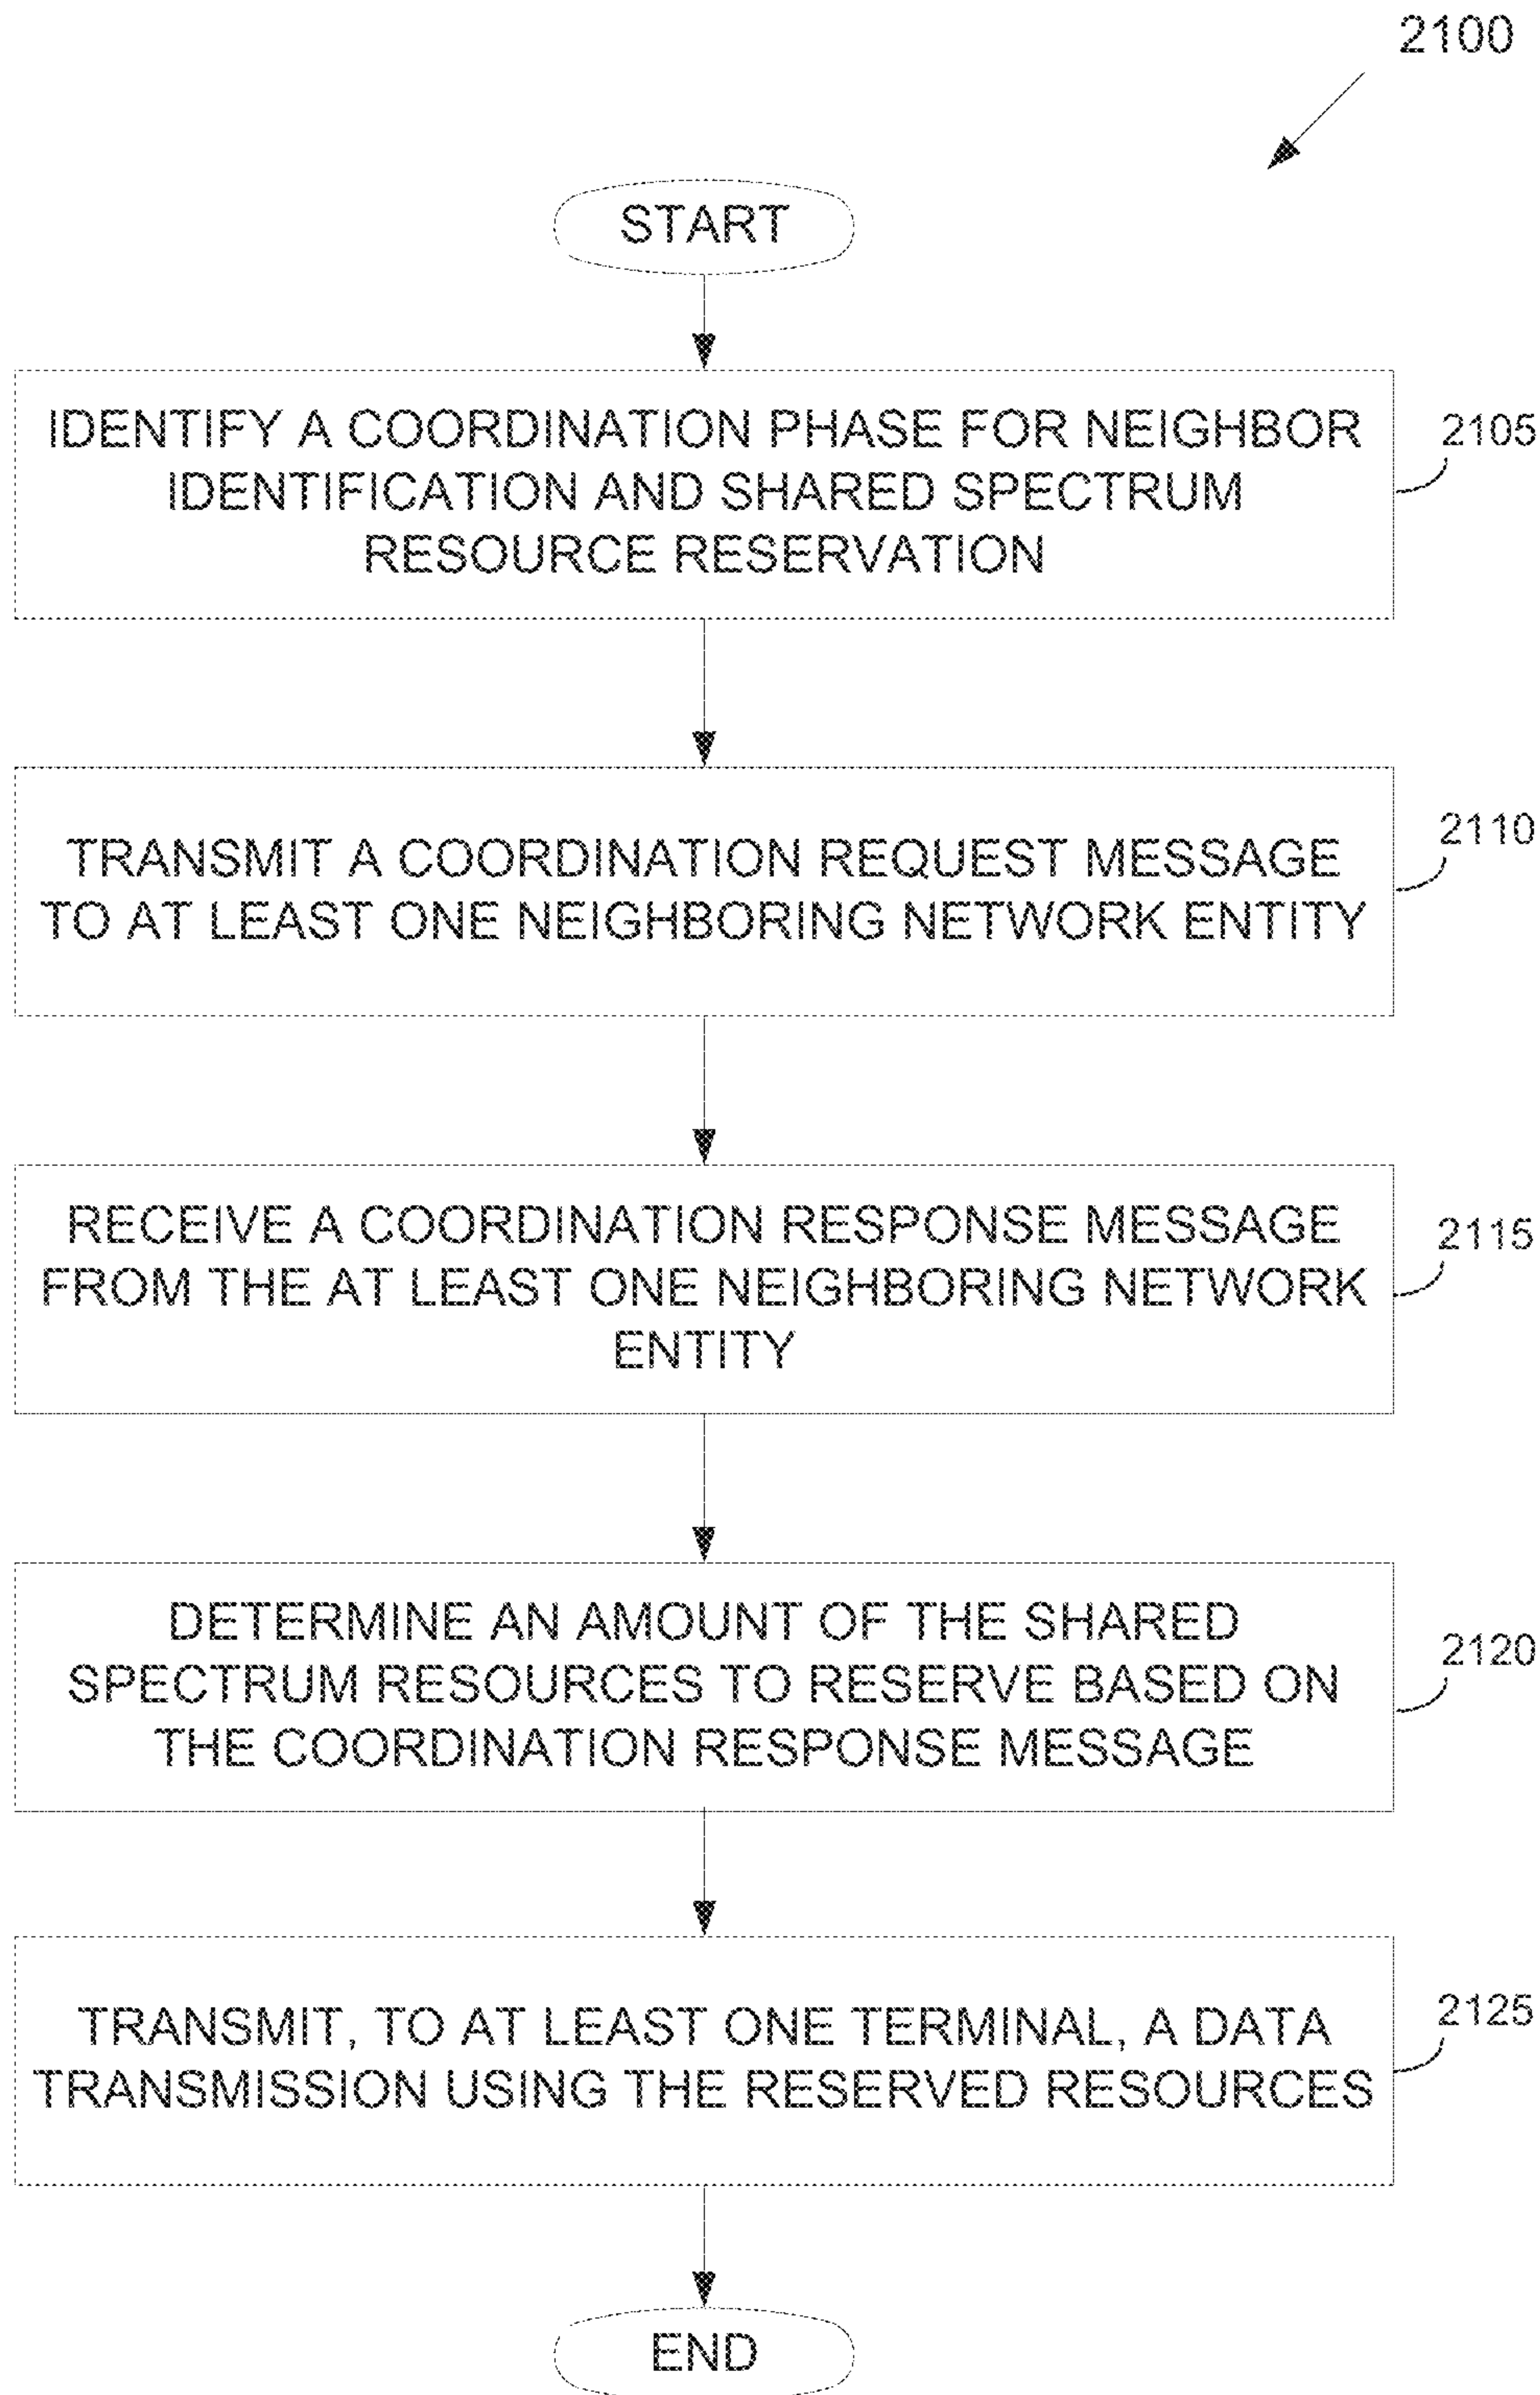 2100
START
IDENTIFY A COORDINATION PHASE FOR NEIGHBOR
IDENTIFICATION AND SHARED SPECTRUM
RESOURCE RESERVATION
2105
TRANSMIT A COORDINATION REQUEST MESSAGE
TO AT LEAST ONE NEIGHBORING NETWORK ENTITY
2110
RECEIVE A COORDINATION RESPONSE MESSAGE
FROM THE AT LEAST ONE NEIGHBORING NETWORK
ENTITY
2115
DETERMINE AN AMOUNT OF THE SHARED
SPECTRUM RESOURCES TO RESERVE BASED ON
THE COORDINATION RESPONSE MESSAGE
2120
TRANSMIT, TO AT LEAST ONE TERMINAL, A DATA
TRANSMISSION USING THE RESERVED RESOURCES
2125
END